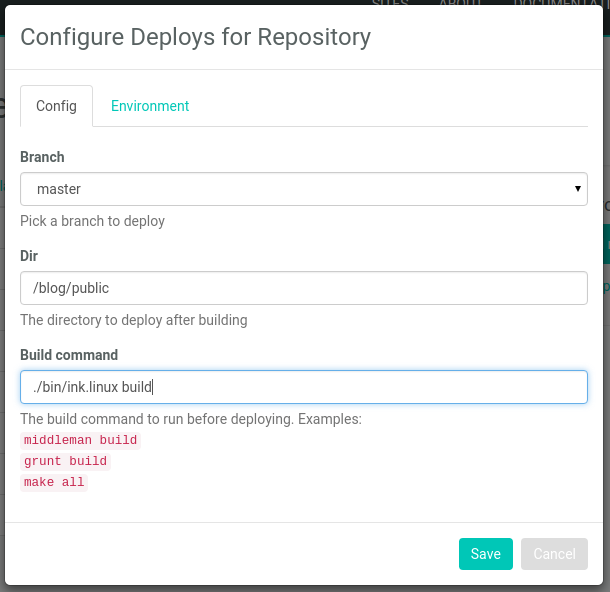 SITES ABOUT
Configure Deploys for Repository
Config Environment
Branch
master
Pick a branch to deploy
Dir
/blog/public
The directory to deploy after building
Build command
./bin/ink.linux build
The build command to run before deploying. Examples:
middleman build
grunt build
make all
Save Cancel